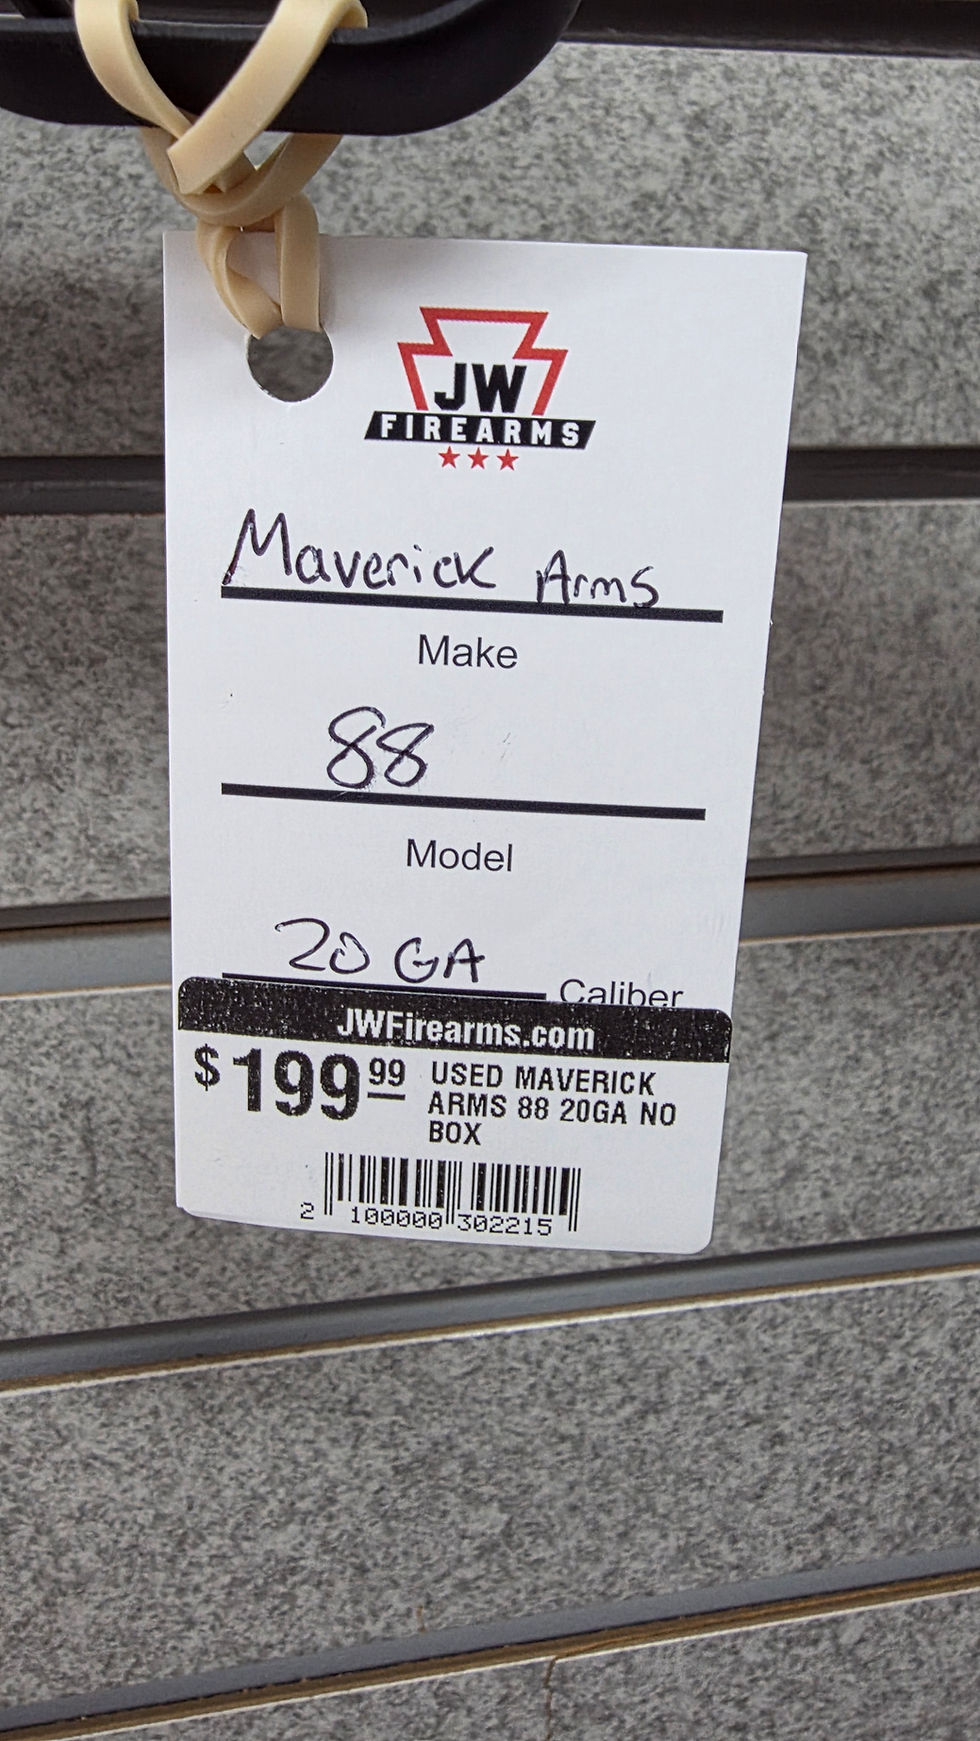 JW
FIREARMS
Maverick Arms
Make
88
Model
20 GA
Caliber
JWFirearms.com
$199.99 USED MAVERICK
ARMS 88 20GA NO
BOX
2 100000 302215